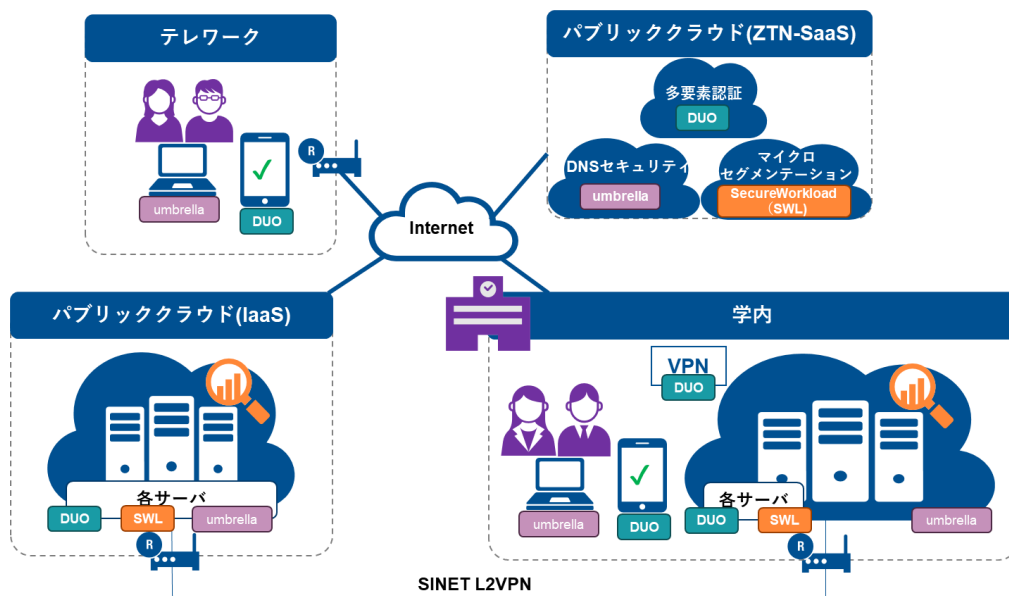 テレワーク
umbrella
DUO
R
パブリッククラウド(ZTN-SaaS)
多要素認証
DUO
DNSセキュリティ
umbrella
マイクロ
セグメンテーション
SecureWorkload
(SWL)
Internet
パブリッククラウド(IaaS)
各サーバ
DUO
SWL
umbrella
R
学内
VPN
DUO
umbrella
DUO
各サーバ
DUO
SWL
umbrella
R
SINET L2VPN